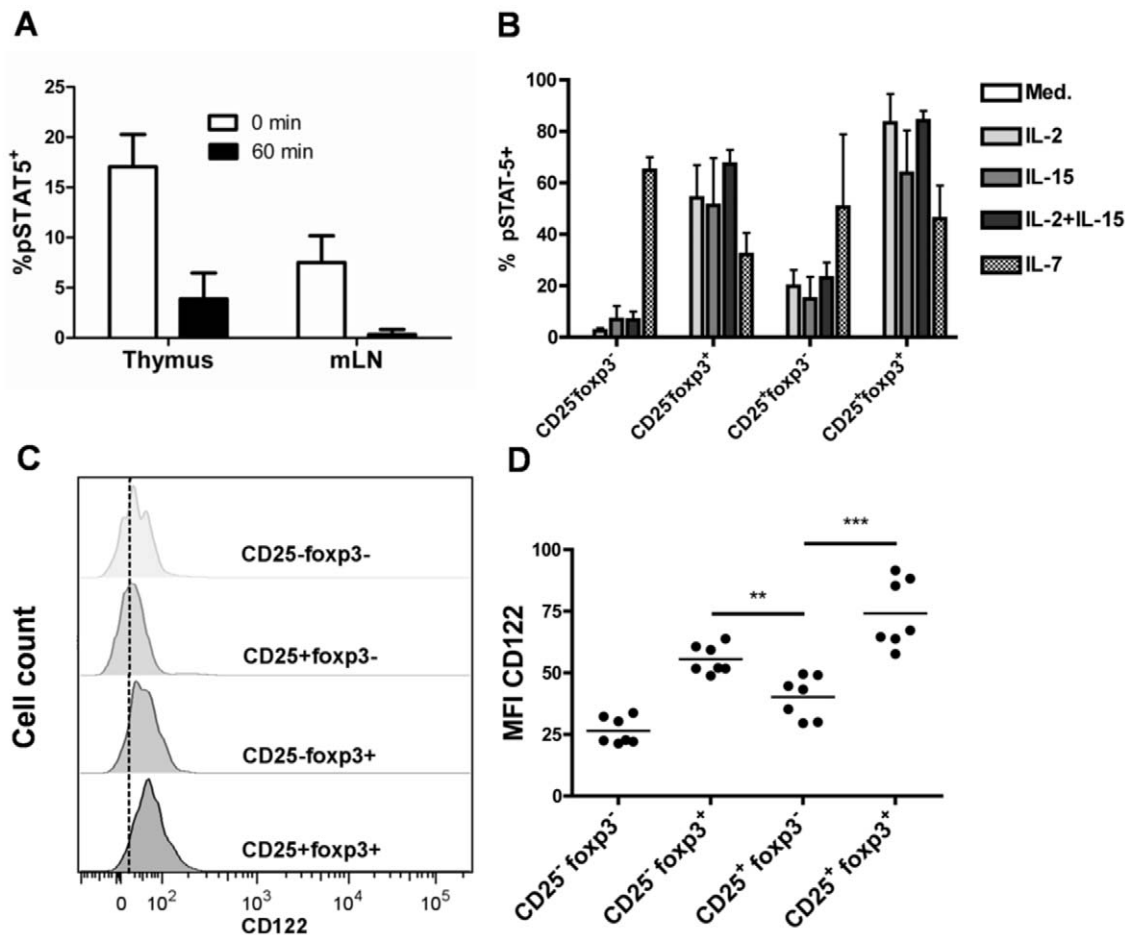 A
%pSTAT5+
25
20
15
10
5
0
0 min
60 min
Thymus
mLN
B
% pSTAT-5+
100
80
60
40
20
0
CD25-foxp3-
CD25-foxp3+
CD25+foxp3-
CD25+foxp3+
Med.
IL-2
IL-15
IL-2+IL-15
IL-7
C
Cell count
CD25-foxp3-
CD25+foxp3-
CD25-foxp3+
CD25+foxp3+
0 10² 10³ 10⁴ 10⁵
CD122
D
MFI CD122
100
75
50
25
0
**
***
CD25- foxp3-
CD25- foxp3+
CD25+ foxp3-
CD25+ foxp3+